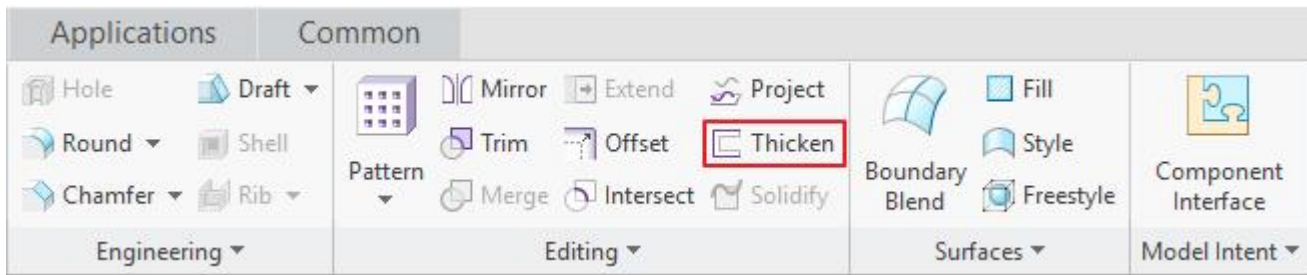 Applications Common
Hole Draft Mirror Extend Project Fill
Round Shell Trim Offset Thicken Style
Pattern Boundary Blend Component Interface
Chamfer Rib Merge Intersect Solidify Freestyle
Engineering Editing Surfaces Model Intent